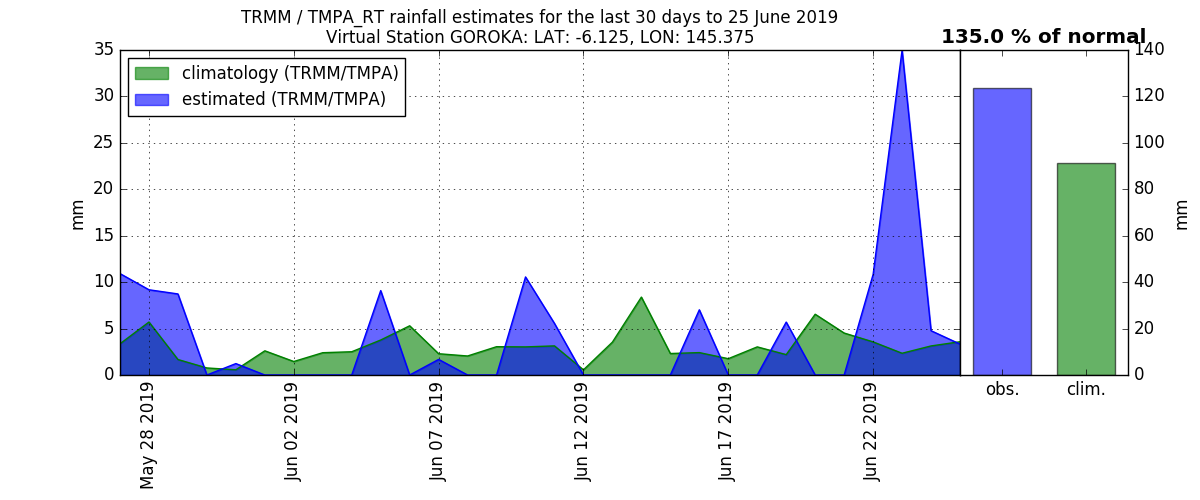 TRMM / TMPA_RT rainfall estimates for the last 30 days to 25 June 2019
Virtual Station GOROKA: LAT: -6.125, LON: 145.375
135.0 % of normal
climatology (TRMM/TMPA)
estimated (TRMM/TMPA)
35
30
25
20
15
10
5
0
mm
May 28 2019
Jun 02 2019
Jun 07 2019
Jun 12 2019
Jun 17 2019
Jun 22 2019
140
120
100
80
60
40
20
0
mm
obs.
clim.